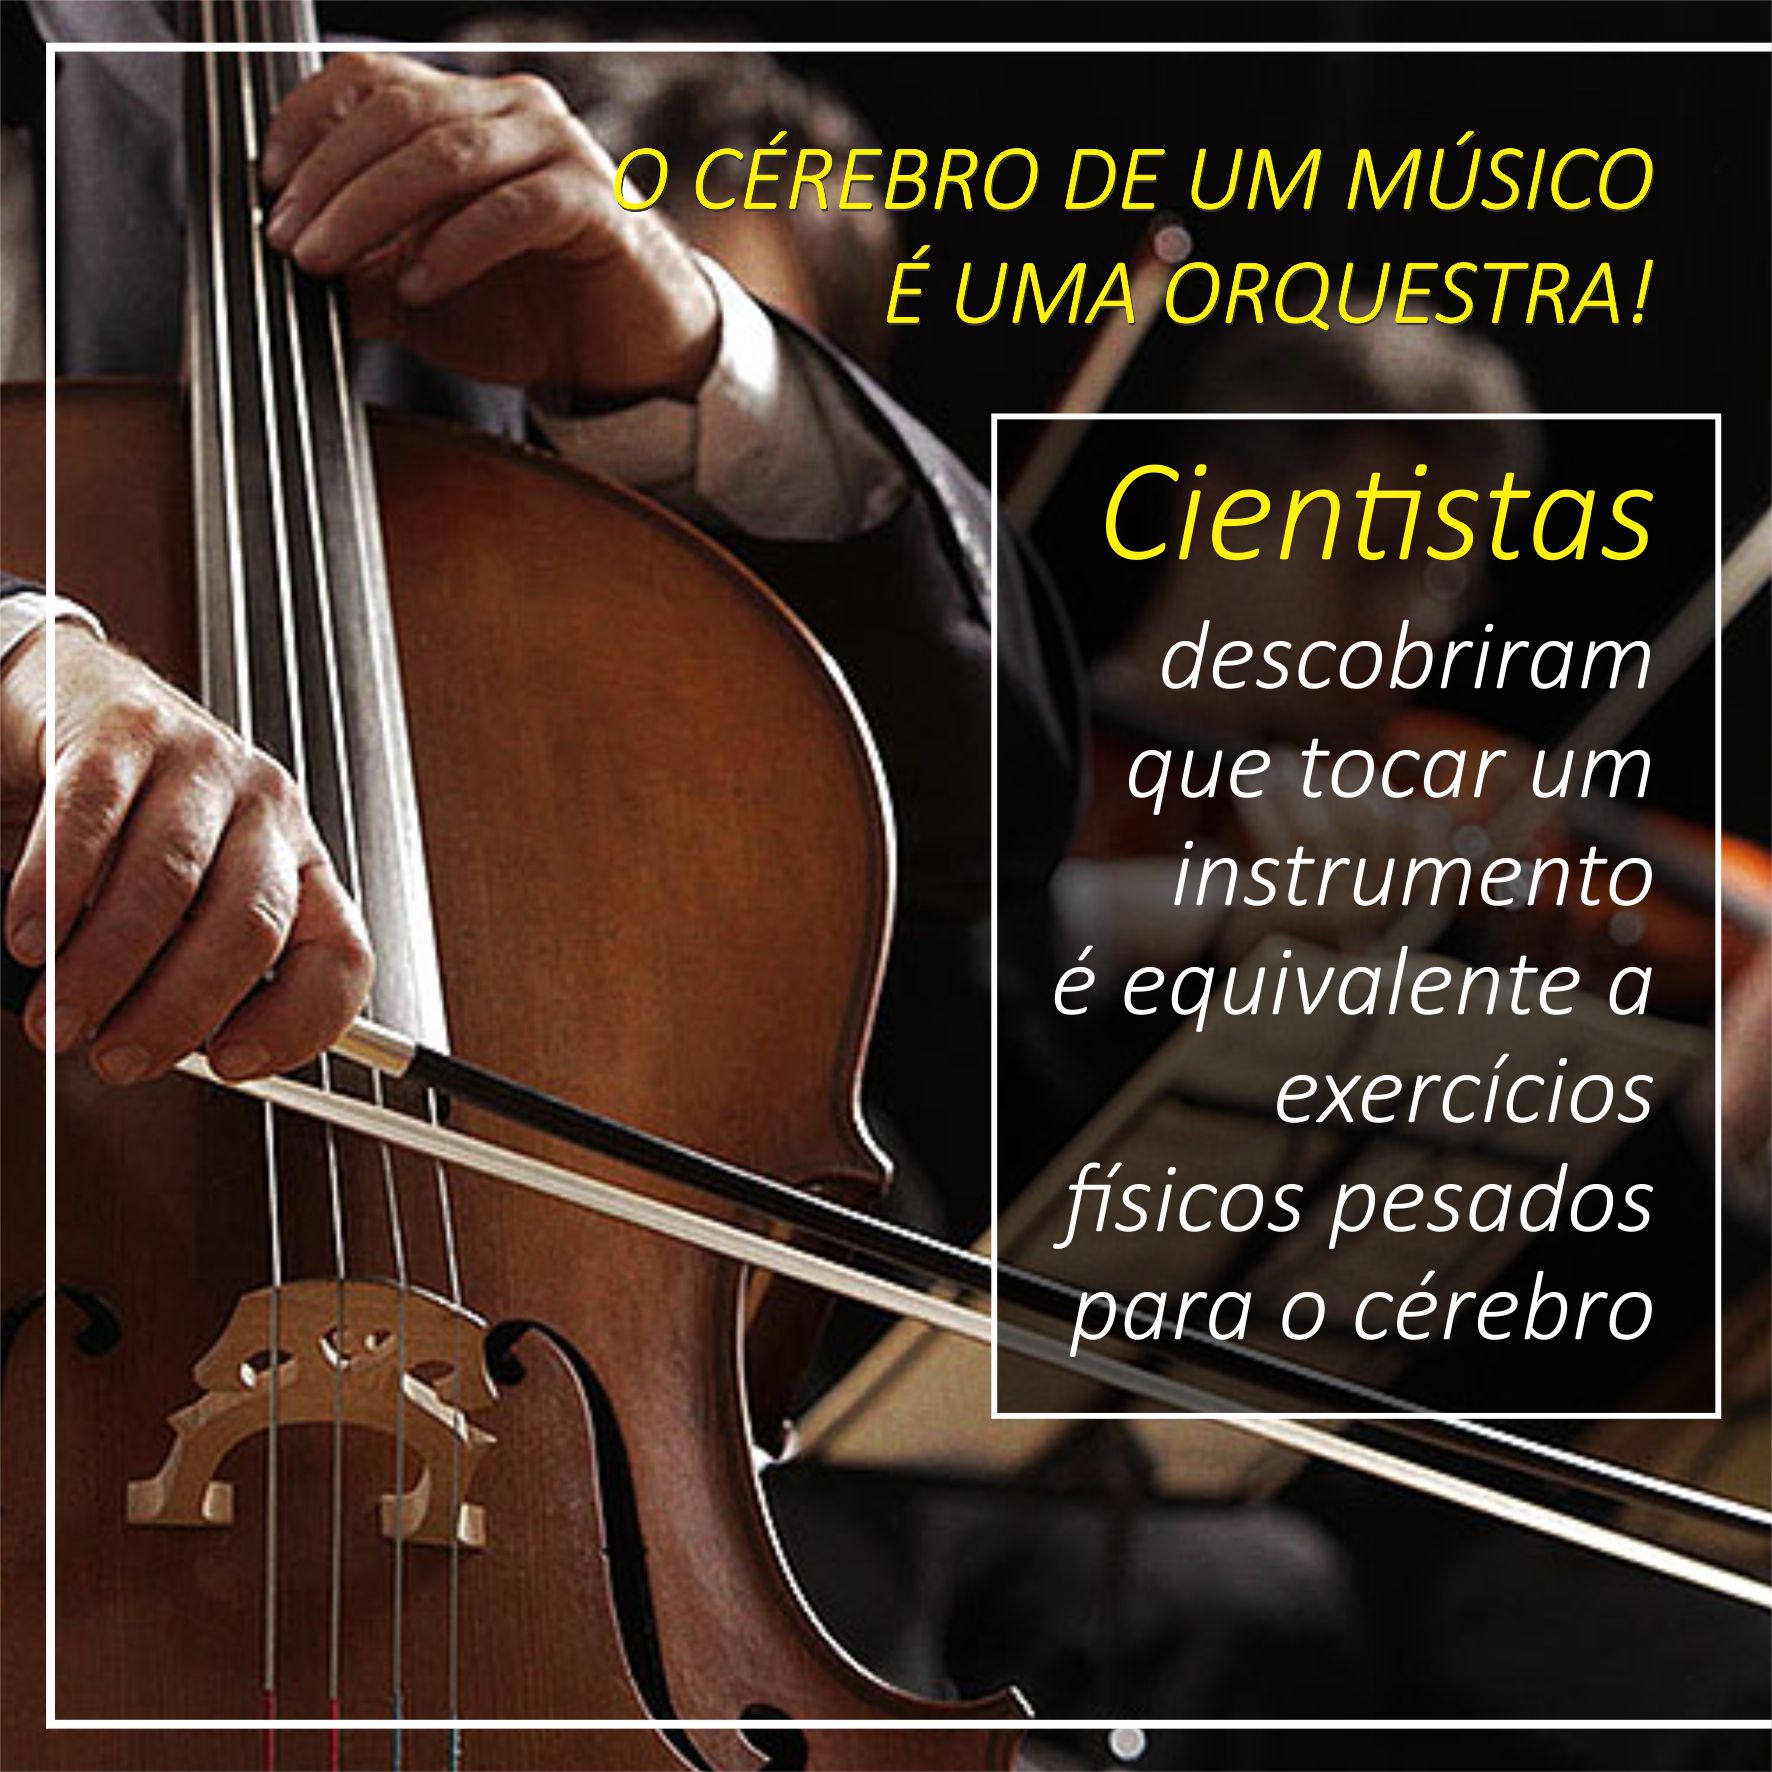 O CÉREBRO DE UM MÚSICO
É UMA ORQUESTRA!
Cientistas
descobriram
que tocar um
instrumento
é equivalente a
exercícios
físicos pesados
para o cérebro